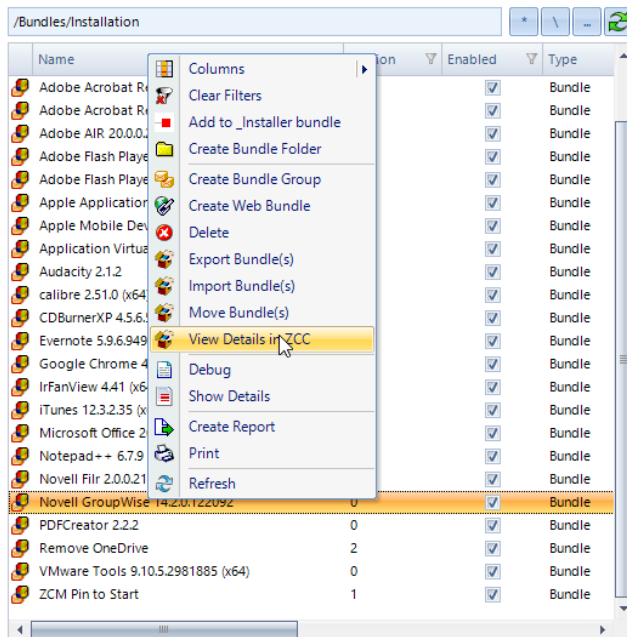 /Bundles/Installation
* \ ...
Name ion Enabled Type
Adobe Acrobat Bundle
Adobe Acrobat Bundle
Adobe AIR 20.0.0. Bundle
Adobe Flash Playe Bundle
Adobe Flash Playe Bundle
Apple Application Bundle
Apple Mobile Dev Bundle
Application Virtua Bundle
Audacity 2.1.2 Bundle
calibre 2.51.0 (x64 Bundle
CDBurnerXP 4.5.6. Bundle
Evernote 5.9.6.949 Bundle
Google Chrome 4 Bundle
IrFanView 4.41 (x6 Bundle
iTunes 12.3.2.35 (x Bundle
Microsoft Office 2 Bundle
Notepad++ 6.7.9 Bundle
Novell Filr 2.0.0.21 Bundle
Novell GroupWise 14.2.0.122092 0 Bundle
PDFCreator 2.2.2 0 Bundle
Remove OneDrive 2 Bundle
VMware Tools 9.10.5.2981885 (x64) 0 Bundle
ZCM Pin to Start 1 Bundle
Columns
Clear Filters
Add to _Installer bundle
Create Bundle Folder
Create Bundle Group
Create Web Bundle
Delete
Export Bundle(s)
Import Bundle(s)
Move Bundle(s)
View Details in ZCC
Debug
Show Details
Create Report
Print
Refresh